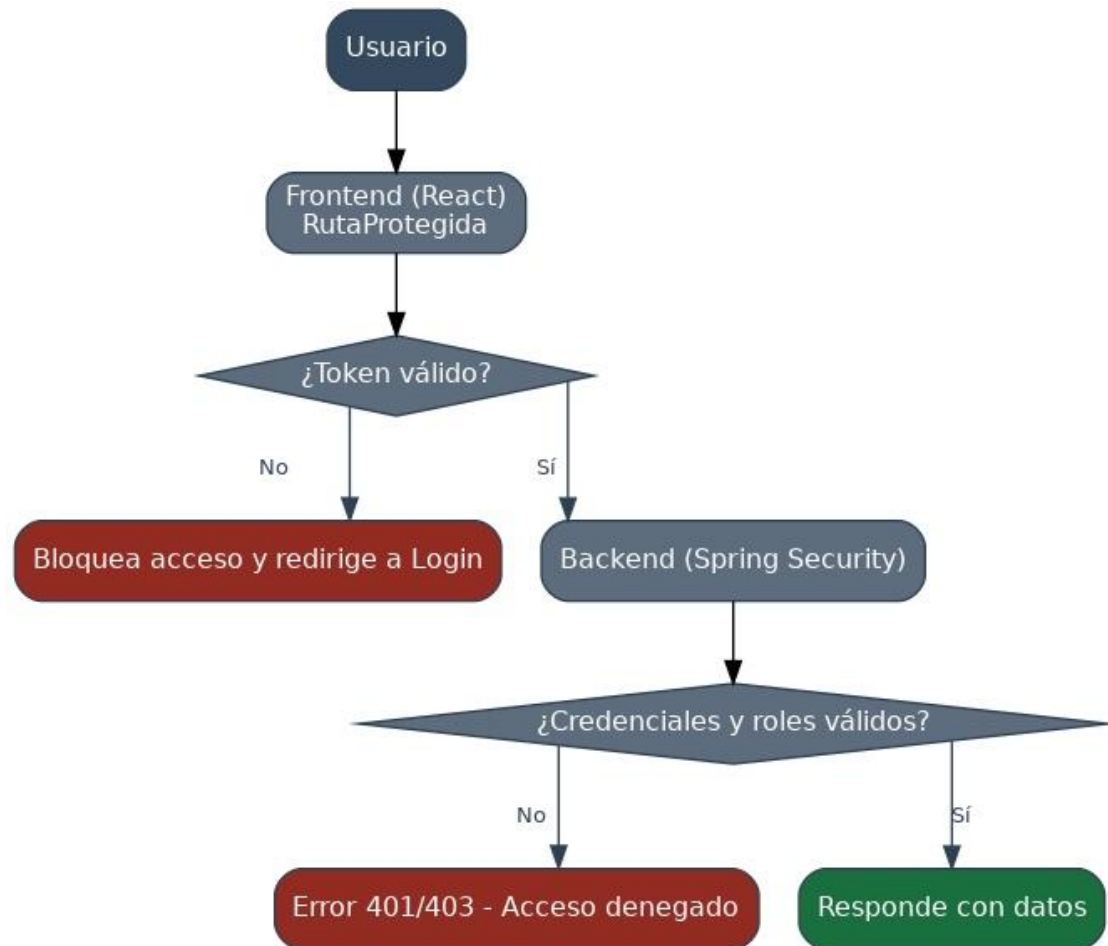 Usuario
Frontend (React)
RutaProtegida
¿Token válido?
No
Sí
Bloquea acceso y redirige a Login
Backend (Spring Security)
¿Credenciales y roles válidos?
No
Sí
Error 401/403 - Acceso denegado
Responde con datos